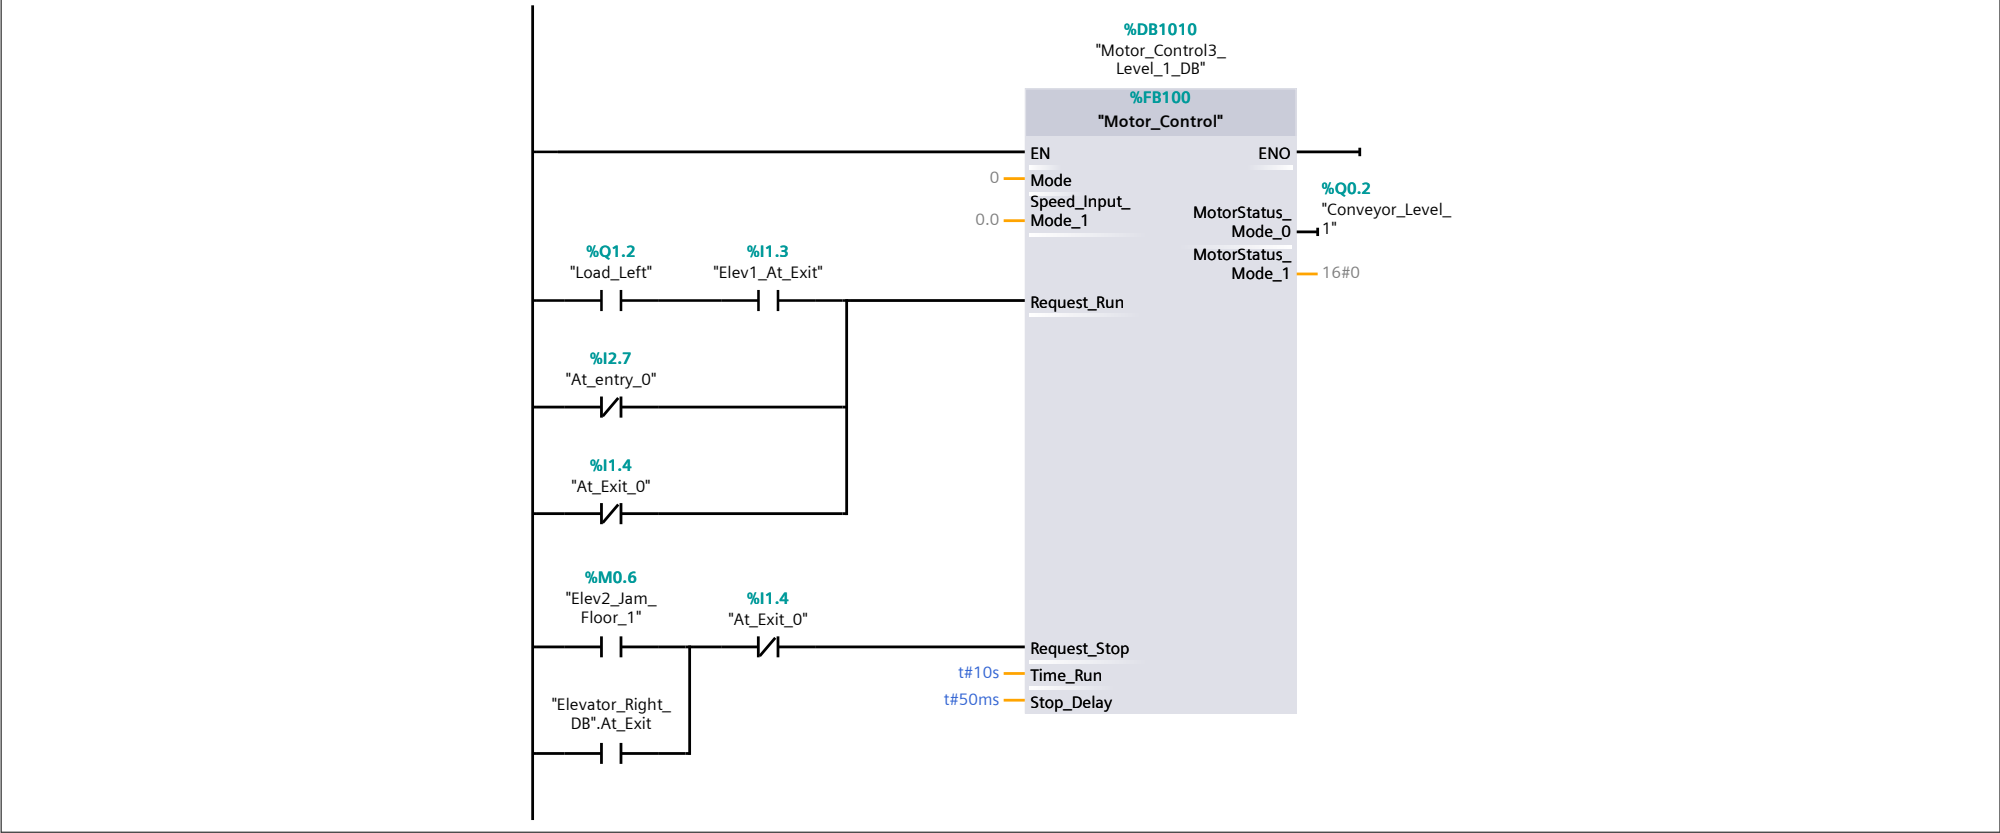 %DB1010
"Motor_Control3_
Level_1_DB"
%FB100
"Motor_Control"
EN
ENO
0
Mode
Speed_Input_
0.0
Mode_1
%Q0.2
"Conveyor_Level_
1"
MotorStatus_
Mode_0
MotorStatus_
Mode_1
16#0
%Q1.2
"Load_Left"
%I1.3
"Elev1_At_Exit"
Request_Run
%I2.7
"At_entry_0"
%I1.4
"At_Exit_0"
%M0.6
"Elev2_Jam_
Floor_1"
%I1.4
"At_Exit_0"
Request_Stop
t#10s
Time_Run
t#50ms
Stop_Delay
"Elevator_Right_
DB".At_Exit